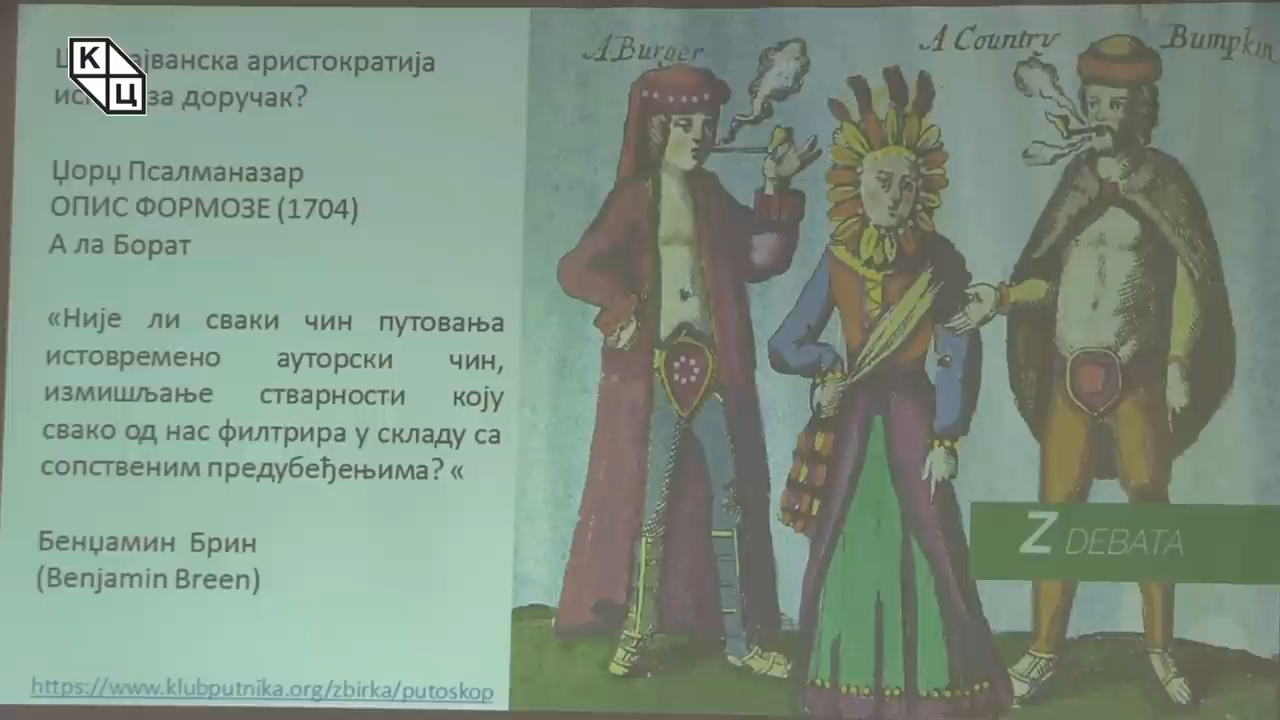 К
Ц
аристократија
за доручак?
Џорџ Псалманазар
ОПИС ФОРМОЗЕ (1704)
А ла Борат
«Није ли сваки чин путовања
истовремено ауторски чин,
измишљање стварности коју
свако од нас филтрира у складу са
сопственим предубеђењима? «
Бенџамин Брин
(Benjamin Breen)
https://www.klubputnika.org/zbirka/putoskop
A Burger
A Country Bumpkin
Z DEBATA